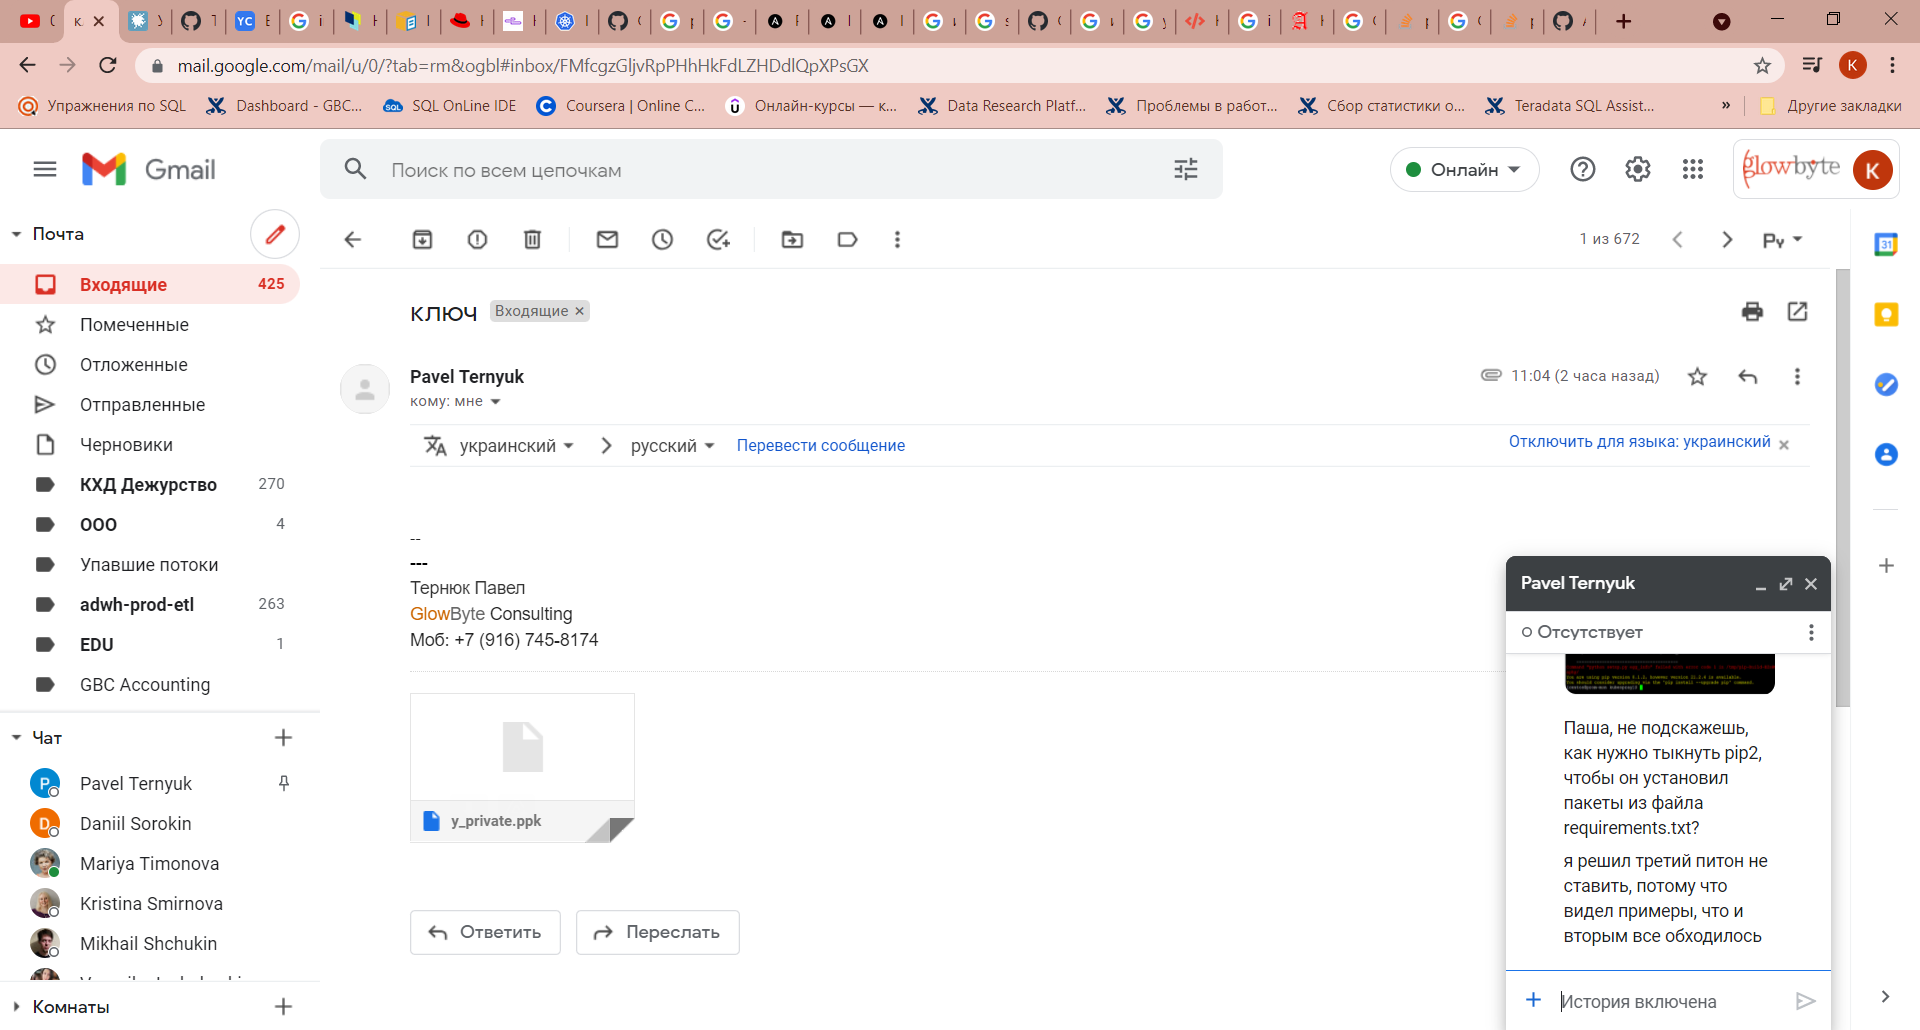 mail.google.com/mail/u/0/?tab=rm&ogbl#inbox/FMfcgzGljvRpPHhHkFdLZHDdlQpXPsGX
K
Упражнения по SQL
Dashboard - GBC...
SQL OnLine IDE
Coursera | Online C...
Онлайн-курсы — к...
Data Research Platf...
Проблемы в работ...
Сбор статистики о...
Teradata SQL Assist...
»
Другие закладки
Gmail
Поиск по всем цепочкам
Онлайн
glowbyte
K
Почта
1 из 672
Ру
Входящие 425
Помеченные
Отложенные
Отправленные
Черновики
КХД Дежурство 270
ООО 4
Упавшие потоки
adwh-prod-etl 263
EDU 1
GBC Accounting
Чат
Pavel Ternyuk
Daniil Sorokin
Mariya Timonova
Kristina Smirnova
Mikhail Shchukin
Комнаты
ключ Входящие
Pavel Ternyuk
11:04 (2 часа назад)
кому: мне
украинский
русский
Перевести сообщение
Отключить для языка: украинский
--
---
Тернюк Павел
GlowByte Consulting
Моб: +7 (916) 745-8174
y_private.ppk
Ответить
Переслать
31
Pavel Ternyuk
Отсутствует
Паша, не подскажешь,
как нужно тыкнуть pip2,
чтобы он установил
пакеты из файла
requirements.txt?
я решил третий питон не
ставить, потому что
видел примеры, что и
вторым все обходилось
История включена